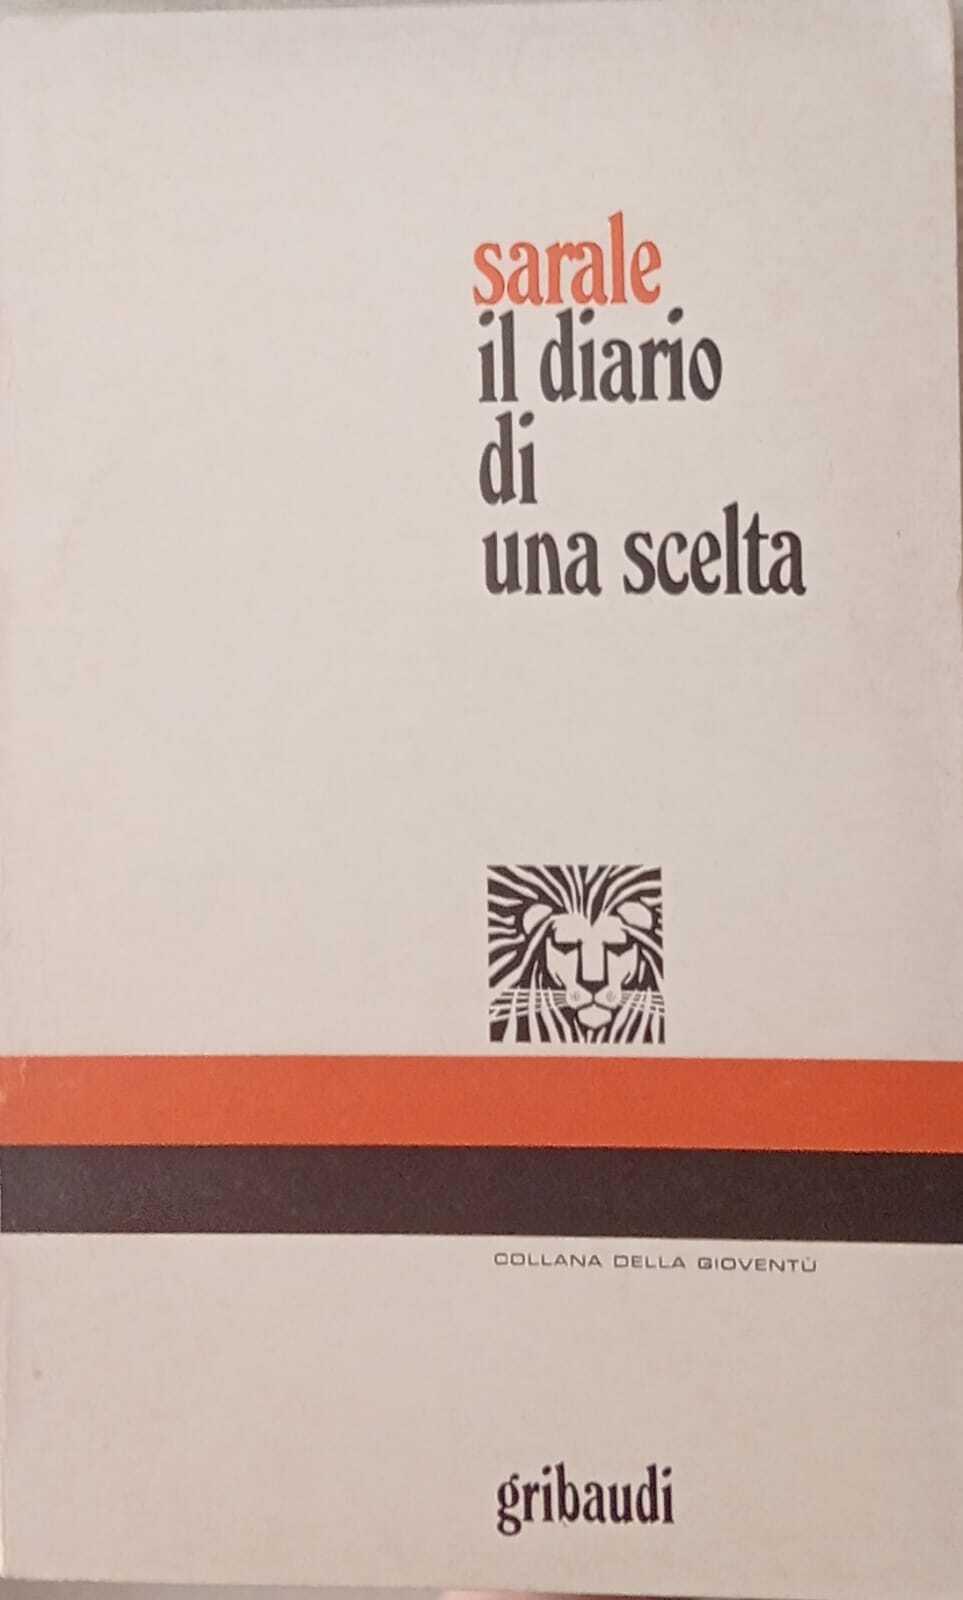 sarale
il diario
di
una scelta
COLLANA DELLA GIOVENTÙ
gribaudi